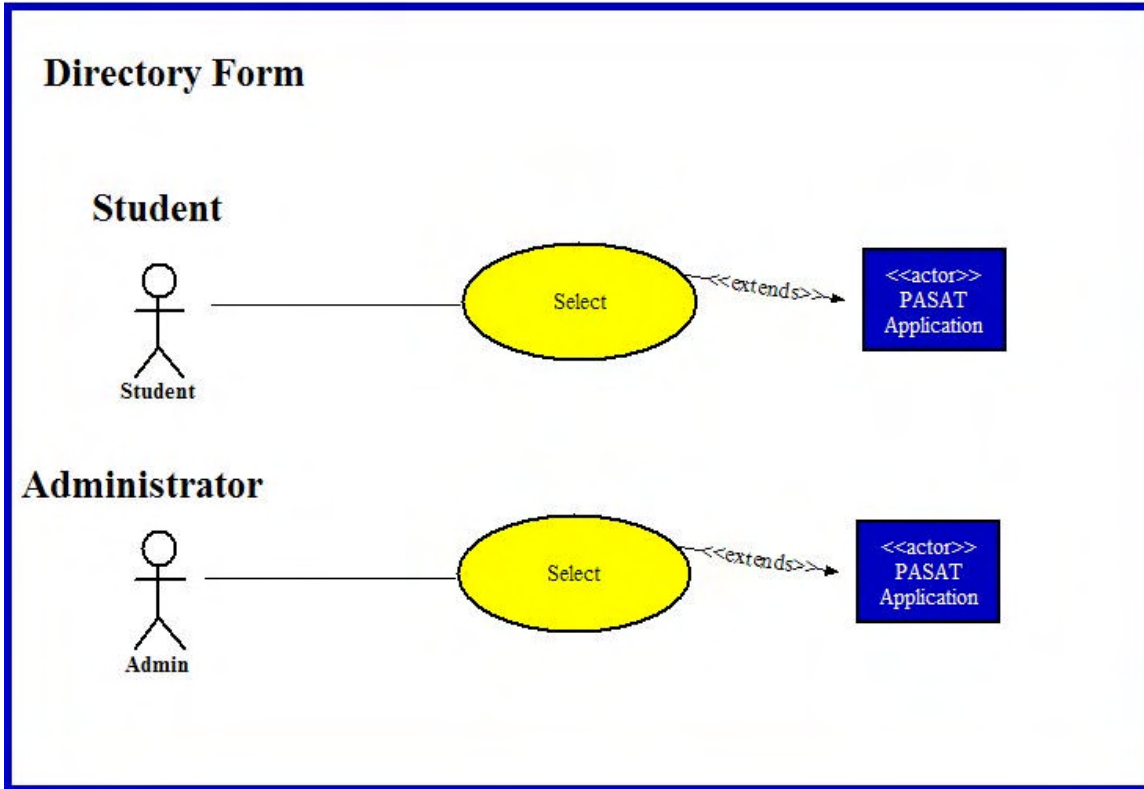 Directory Form
Student
Select
<<extends>>
<<actor>>
PASAT
Application
Student
Administrator
Select
<<extends>>
<<actor>>
PASAT
Application
Admin